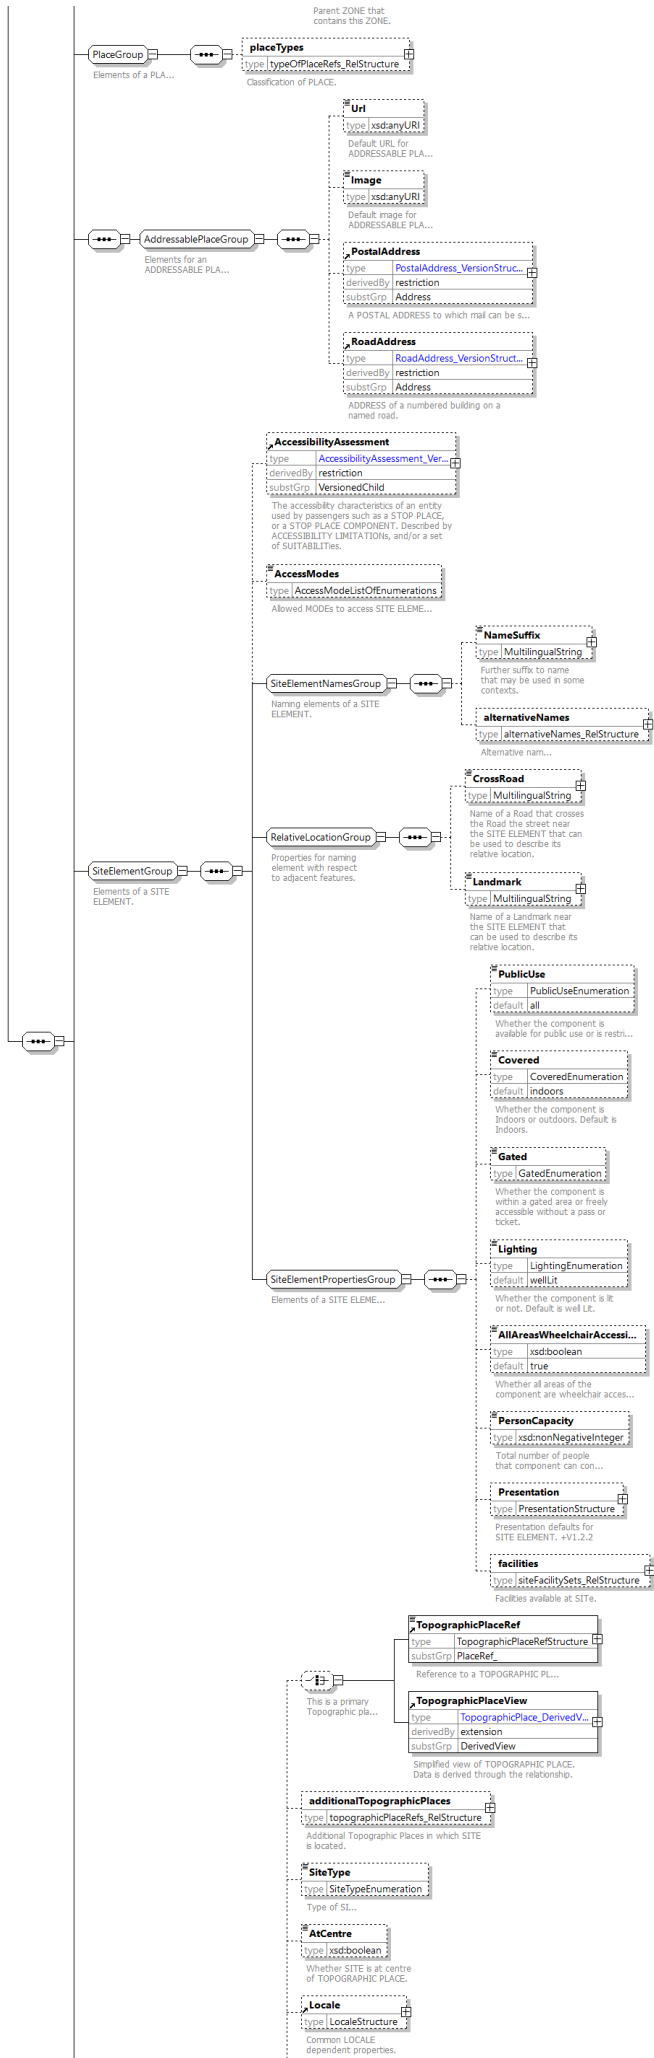 Parent ZONE that
contains this ZONE.
PlaceGroup
Elements of a PLA...
placeTypes
type typeOfPlaceRefs_RelStructure
Classification of PLACE.
Url
type xsd:anyURI
Default URL for
ADDRESSABLE PLA...
Image
type xsd:anyURI
Default image for
ADDRESSABLE PLA...
AddressablePlaceGroup
Elements for an
ADDRESSABLE PLA...
PostalAddress
type PostalAddress_VersionStruc...
derivedBy restriction
substGrp Address
A POSTAL ADDRESS to which mail can be s...
RoadAddress
type RoadAddress_VersionStruct...
derivedBy restriction
substGrp Address
ADDRESS of a numbered building on a
named road.
AccessibilityAssessment
type AccessibilityAssessment_Ver...
derivedBy restriction
substGrp VersionedChild
The accessibility characteristics of an entity
used by passengers such as a STOP PLACE,
or a STOP PLACE COMPONENT. Described by
ACCESSIBILITY LIMITATIONs, and/or a set
of SUITABILITies.
AccessModes
type AccessModeListOfEnumerations
Allowed MODEs to access SITE ELEME...
SiteElementNamesGroup
Naming elements of a SITE
ELEMENT.
NameSuffix
type MultilingualString
Further suffix to name
that may be used in some
contexts.
alternativeNames
type alternativeNames_RelStructure
Alternative nam...
CrossRoad
type MultilingualString
Name of a Road that crosses
the Road the street near
the SITE ELEMENT that can
be used to describe its
relative location.
RelativeLocationGroup
Properties for naming
element with respect
to adjacent features.
SiteElementGroup
Elements of a SITE
ELEMENT.
Landmark
type MultilingualString
Name of a Landmark near
the SITE ELEMENT that
can be used to describe its
relative location.
PublicUse
type PublicUseEnumeration
default all
Whether the component is
available for public use or is restri...
Covered
type CoveredEnumeration
default indoors
Whether the component is
Indoors or outdoors. Default is
Indoors.
Gated
type GatedEnumeration
Whether the component is
within a gated area or freely
accessible without a pass or
ticket.
SiteElementPropertiesGroup
Elements of a SITE ELEME...
Lighting
type LightingEnumeration
default wellLit
Whether the component is lit
or not. Default is well Lit.
AllAreasWheelchairAccessi...
type xsd:boolean
default true
Whether all areas of the
component are wheelchair acces...
PersonCapacity
type xsd:nonNegativeInteger
Total number of people
that component can con...
Presentation
type PresentationStructure
Presentation defaults for
SITE ELEMENT. +V1.2.2
facilities
type siteFacilitySets_RelStructure
Facilities available at SITe.
TopographicPlaceRef
type TopographicPlaceRefStructure
substGrp PlaceRef_
Reference to a TOPOGRAPHIC PL...
This is a primary
Topographic pla...
TopographicPlaceView
type TopographicPlace_DerivedV...
derivedBy extension
substGrp DerivedView
Simplified view of TOPOGRAPHIC PLACE.
Data is derived through the relationship.
additionalTopographicPlaces
type topographicPlaceRefs_RelStructure
Additional Topographic Places in which SITE
is located.
SiteType
type SiteTypeEnumeration
Type of SI...
AtCentre
type xsd:boolean
Whether SITE is at centre
of TOPOGRAPHIC PLACE.
Locale
type LocaleStructure
Common LOCALE
dependent properties.